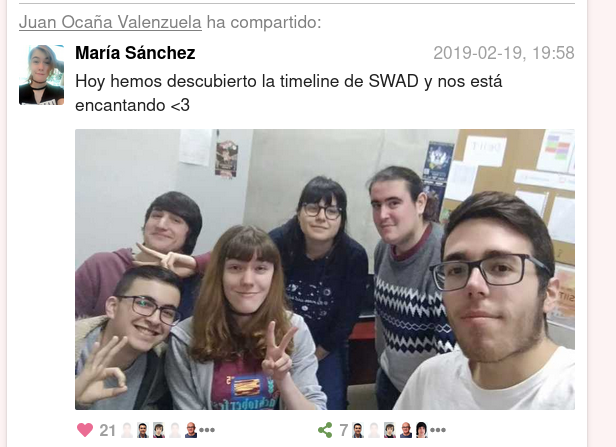 Juan Ocaña Valenzuela ha compartido:
María Sánchez
2019-02-19, 19:58
Hoy hemos descubierto la timeline de SWAD y nos está
encantando <3
21
7